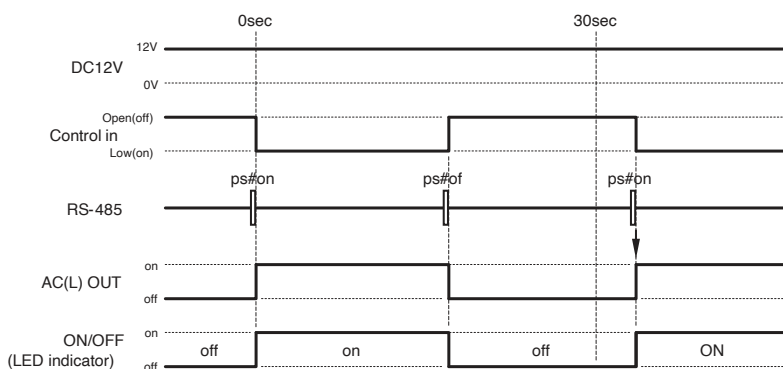 0sec 30sec
12V
DC12V
0V
Open(off)
Control in
Low(on)
ps#on ps#of ps#on
RS-485
on
AC(L) OUT
off
ON/OFF on
(LED indicator) off on off ON
off